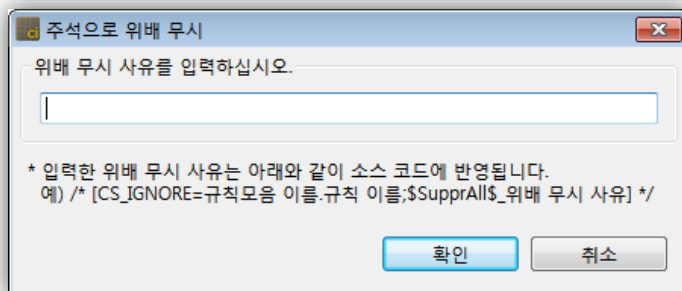 ci 주석으로 위배 무시
위배 무시 사유를 입력하십시오.
* 입력한 위배 무시 사유는 아래와 같이 소스 코드에 반영됩니다.
예) /* [CS_IGNORE=규칙모음 이름.규칙 이름;$SupprAll$_위배 무시 사유] */
확인 취소